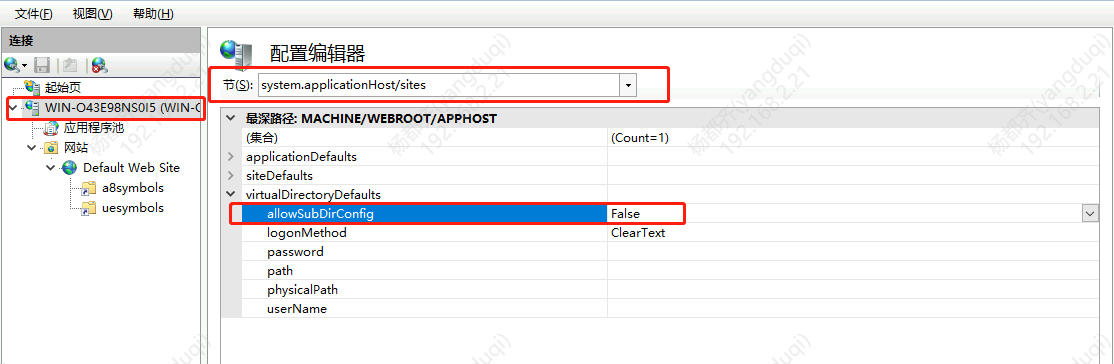 文件(F) 视图(V) 帮助(H)
连接
起始页
WIN-O43E98NS0I5 (WIN-O
应用程序池
网站
Default Web Site
a8symbols
uesymbols
配置编辑器
节(S): system.applicationHost/sites
最深路径: MACHINE/WEBROOT/APPHOST
(集合) (Count=1)
applicationDefaults
siteDefaults
virtualDirectoryDefaults
allowSubDirConfig False
logonMethod ClearText
password
path
physicalPath
userName
(yangduqi)
192.168.2.21